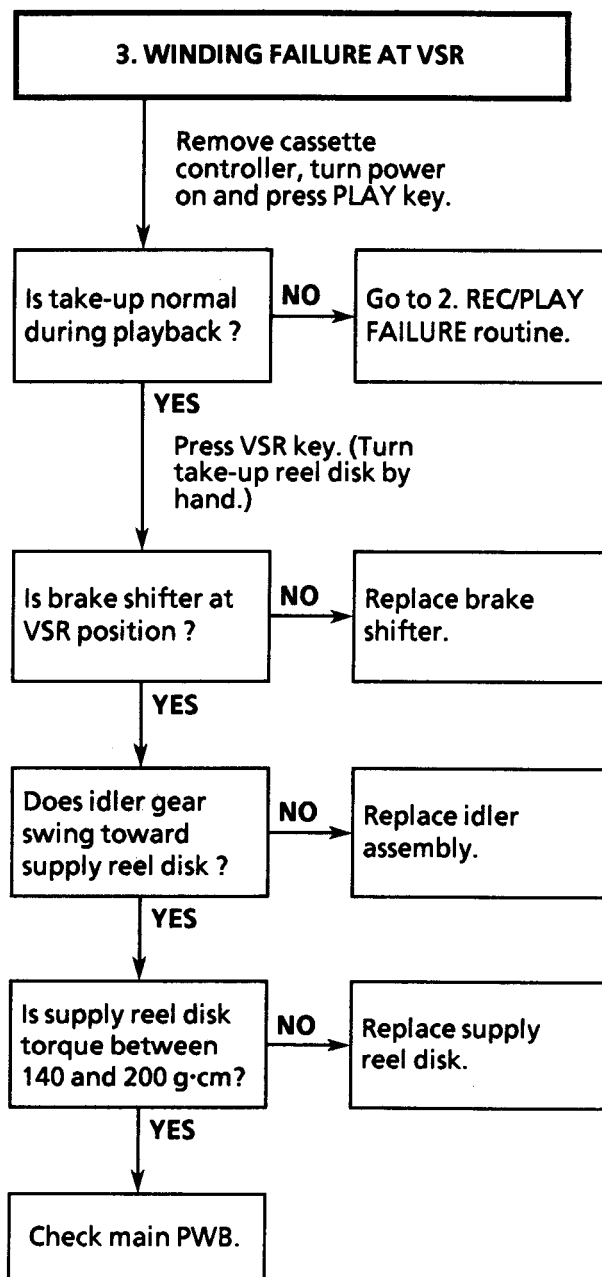 3. WINDING FAILURE AT VSR
Remove cassette
controller, turn power
on and press PLAY key.
Is take-up normal
during playback ?
NO
Go to 2. REC/PLAY
FAILURE routine.
YES
Press VSR key. (Turn
take-up reel disk by
hand.)
Is brake shifter at
VSR position ?
NO
Replace brake
shifter.
YES
Does idler gear
swing toward
supply reel disk ?
NO
Replace idler
assembly.
YES
Is supply reel disk
torque between
140 and 200 g·cm?
NO
Replace supply
reel disk.
YES
Check main PWB.